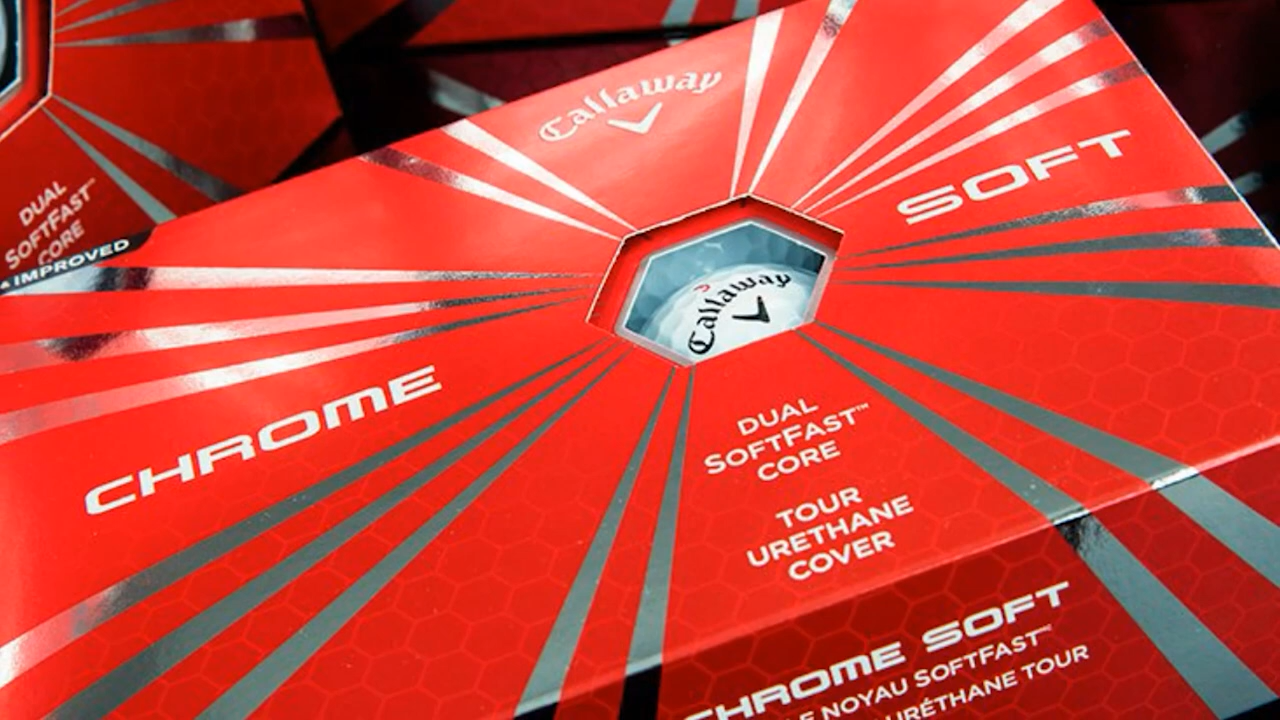 Callaway
SOFT
Callaway
CHROME
DUAL
SOFTFAST™
CORE
TOUR
URETHANE
COVER
CHROME SOFT
NOYAU SOFTFAST™
URÉTHANE TOUR
DUAL
SOFTFAST™
CORE
& IMPROVED